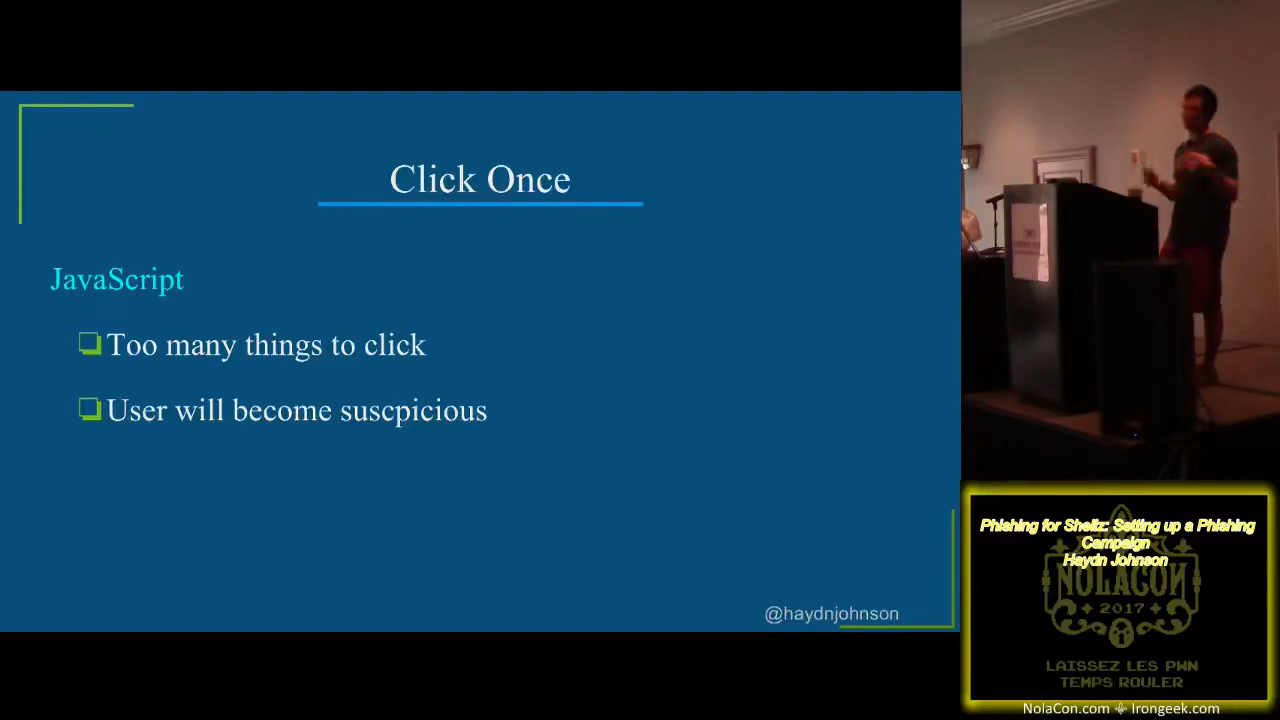 Click Once
JavaScript
Too many things to click
User will become suscpicious
@haydnjohnson
Phishing for Shellz: Setting up a Phishing
Campaign
Haydn Johnson
NOLACON
2017
LAISSEZ LES PWN
TEMPS ROULER
NolaCon.com Irongeek.com